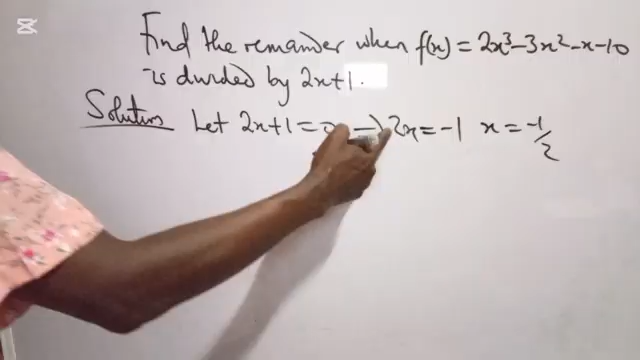 Find the remainder when f(x) = 2x³-3x²-x-10
is divided by 2x+1.
Solution Let 2x+1= → 2x=-1 x = -1/2